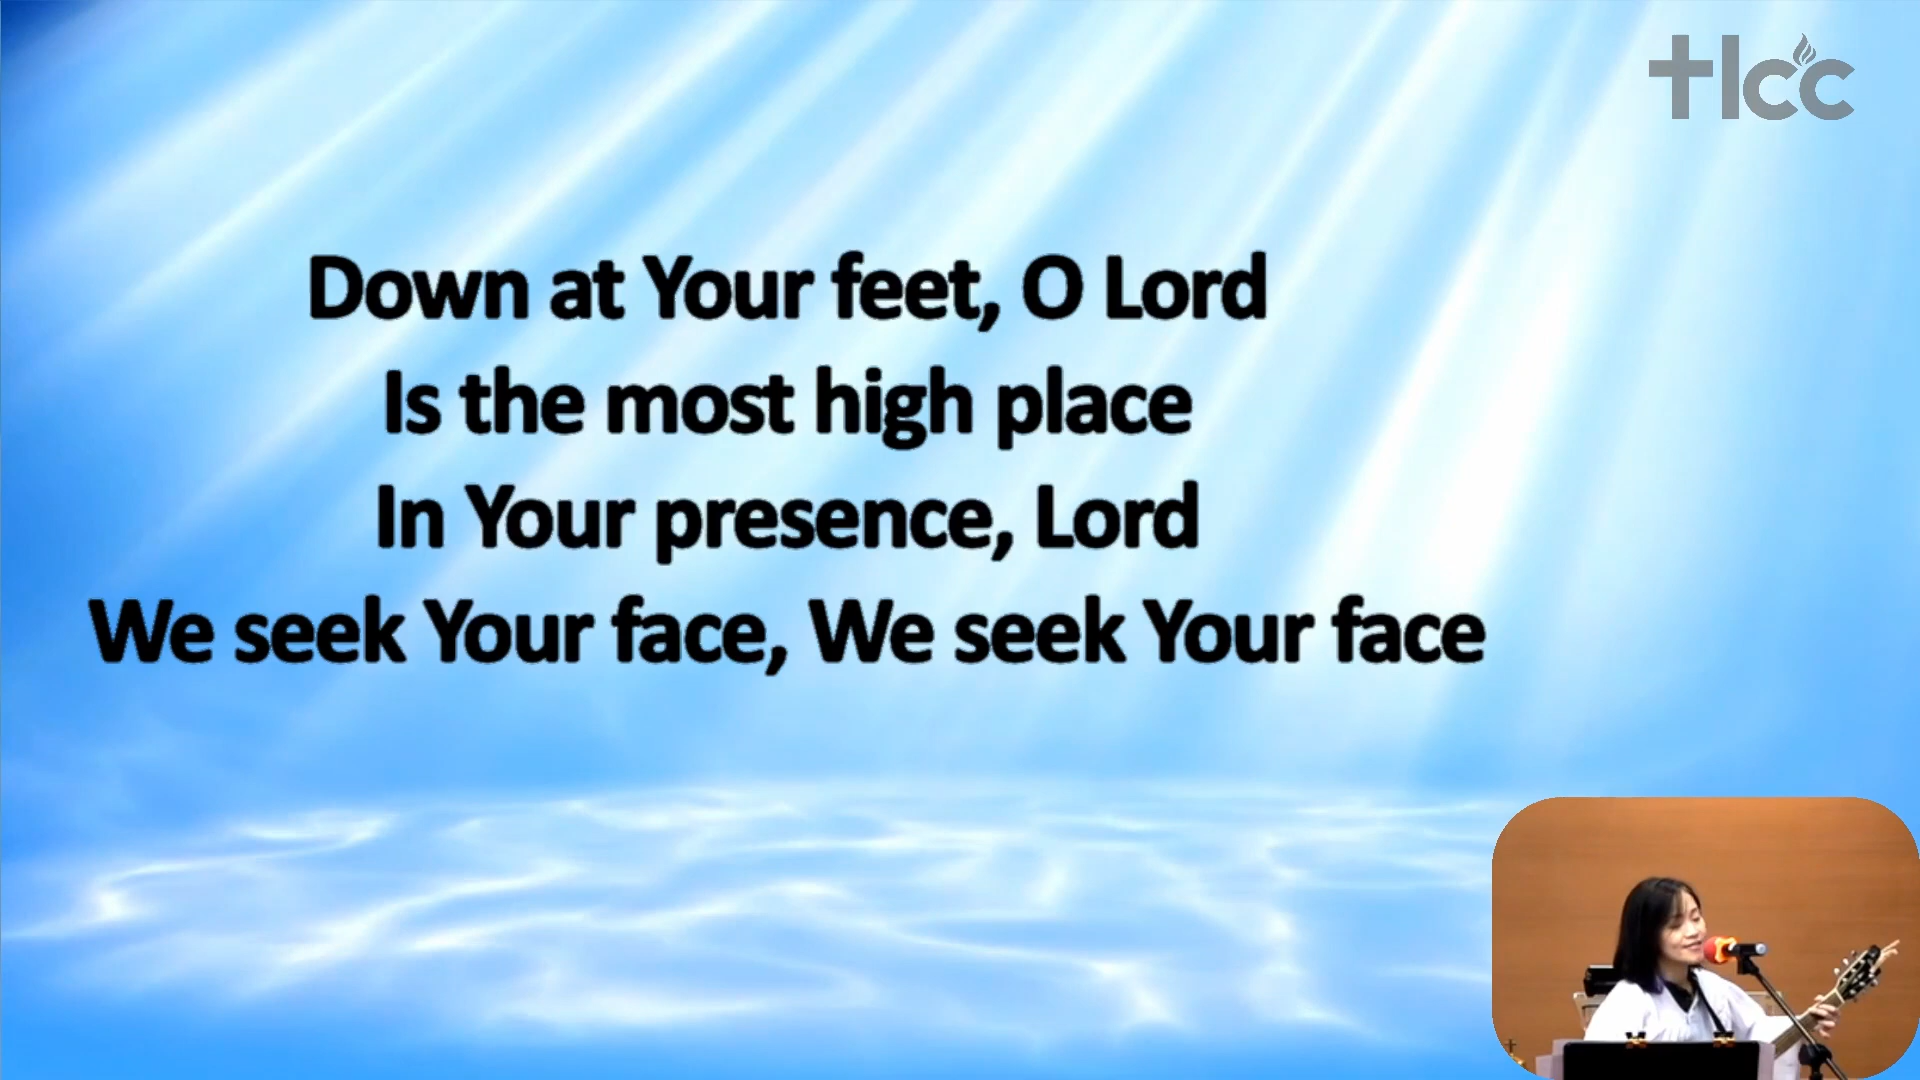 tlcc
Down at Your feet, O Lord
Is the most high place
In Your presence, Lord
We seek Your face, We seek Your face